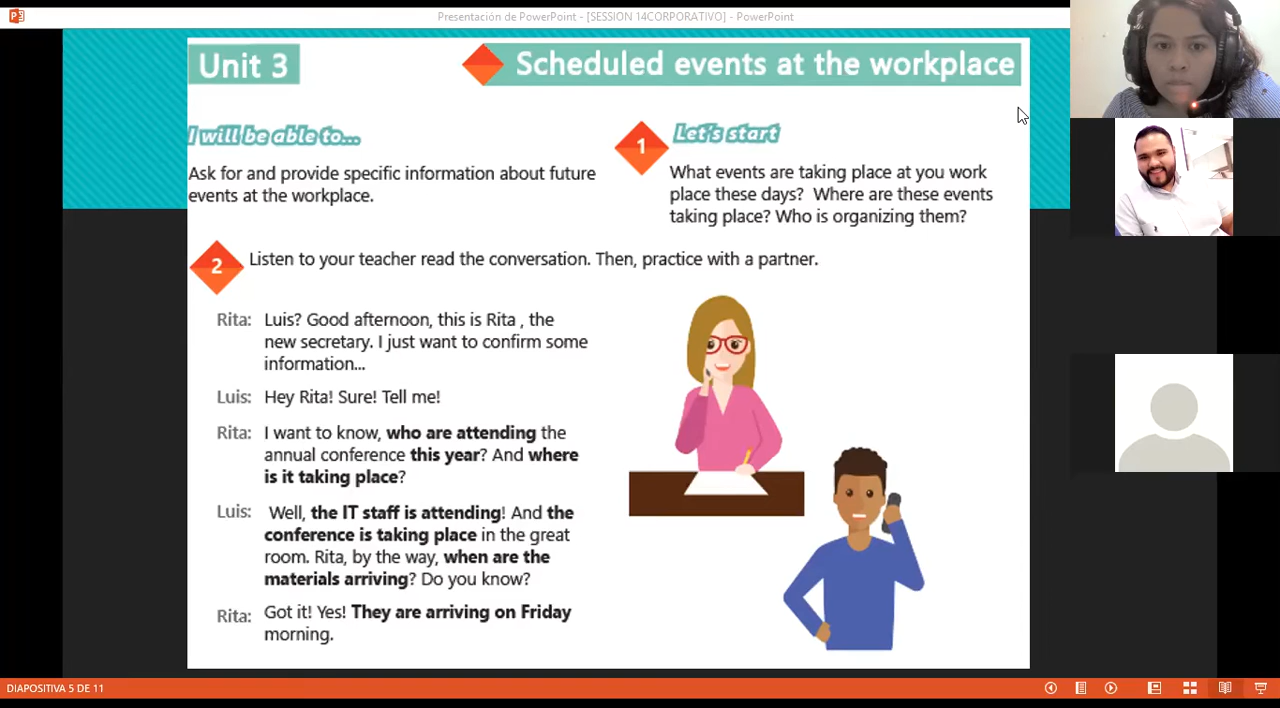 Presentación de PowerPoint - [SESSION 14CORPORATIVO] - PowerPoint
Unit 3
Scheduled events at the workplace
I will be able to...
Ask for and provide specific information about future
events at the workplace.
1
Let's start
What events are taking place at you work
place these days? Where are these events
taking place? Who is organizing them?
2
Listen to your teacher read the conversation. Then, practice with a partner.
Rita: Luis? Good afternoon, this is Rita , the
new secretary. I just want to confirm some
information...
Luis: Hey Rita! Sure! Tell me!
Rita: I want to know, who are attending the
annual conference this year? And where
is it taking place?
Luis: Well, the IT staff is attending! And the
conference is taking place in the great
room. Rita, by the way, when are the
materials arriving? Do you know?
Rita: Got it! Yes! They are arriving on Friday
morning.
DIAPOSITIVA 5 DE 11